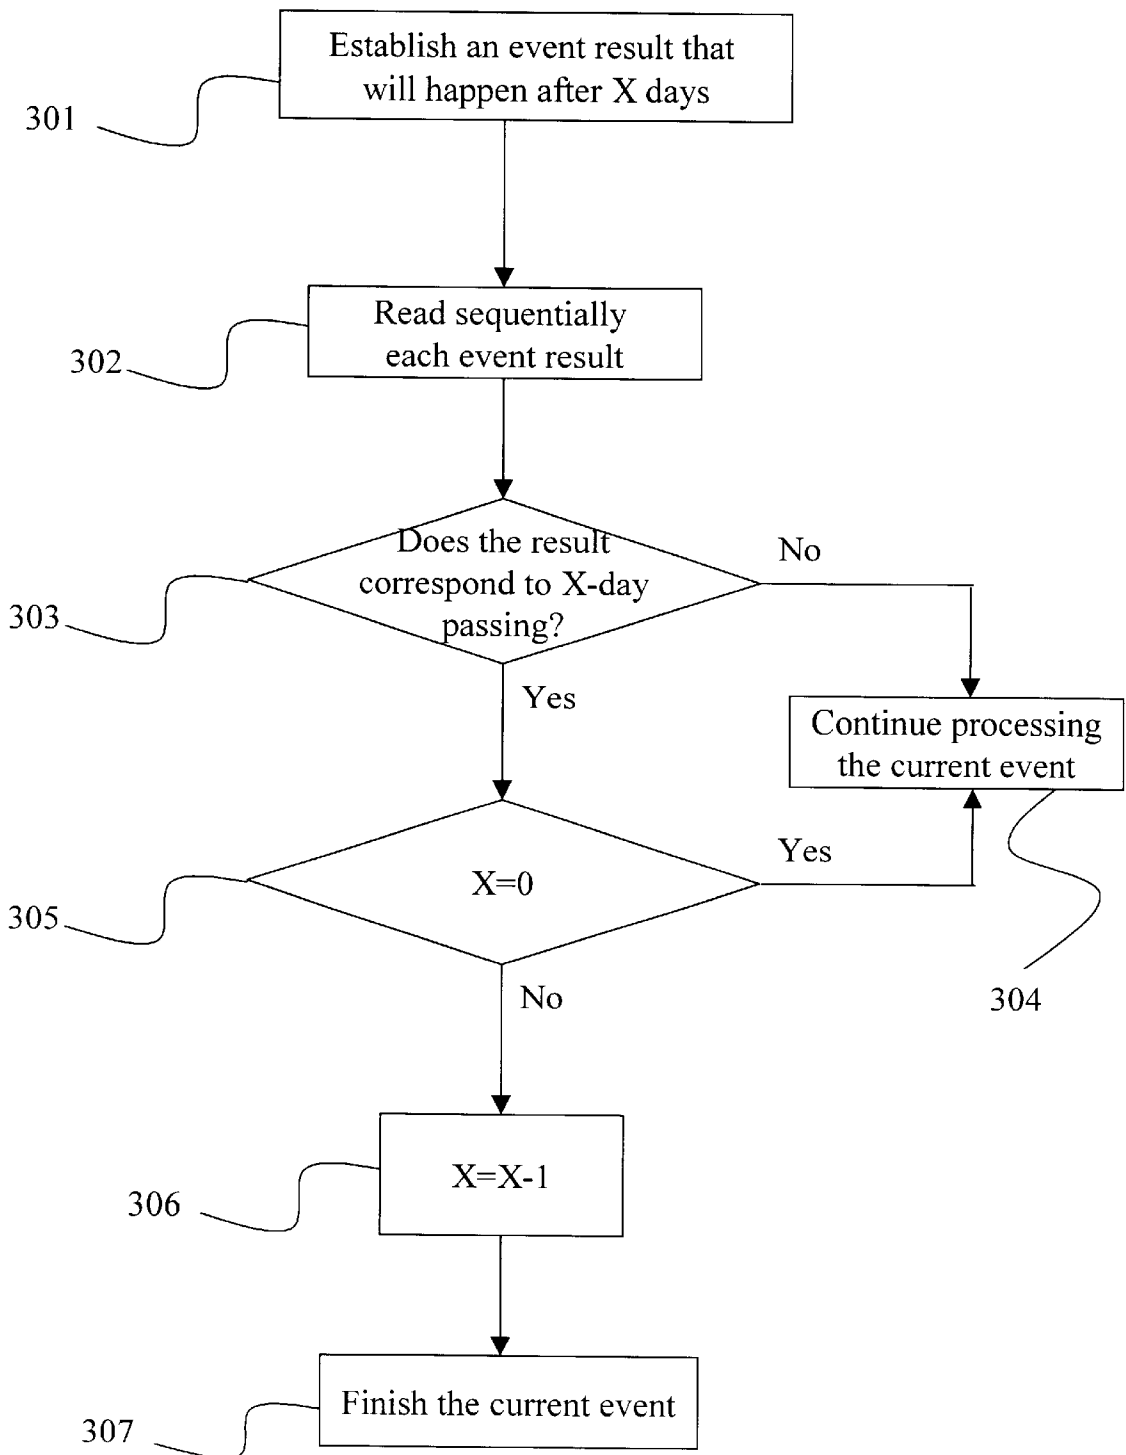 Establish an event result that
will happen after X days
301
Read sequentially
each event result
302
Does the result
correspond to X-day
passing?
No
303
Yes
Continue processing
the current event
X=0
Yes
305
No
304
X=X-1
306
Finish the current event
307